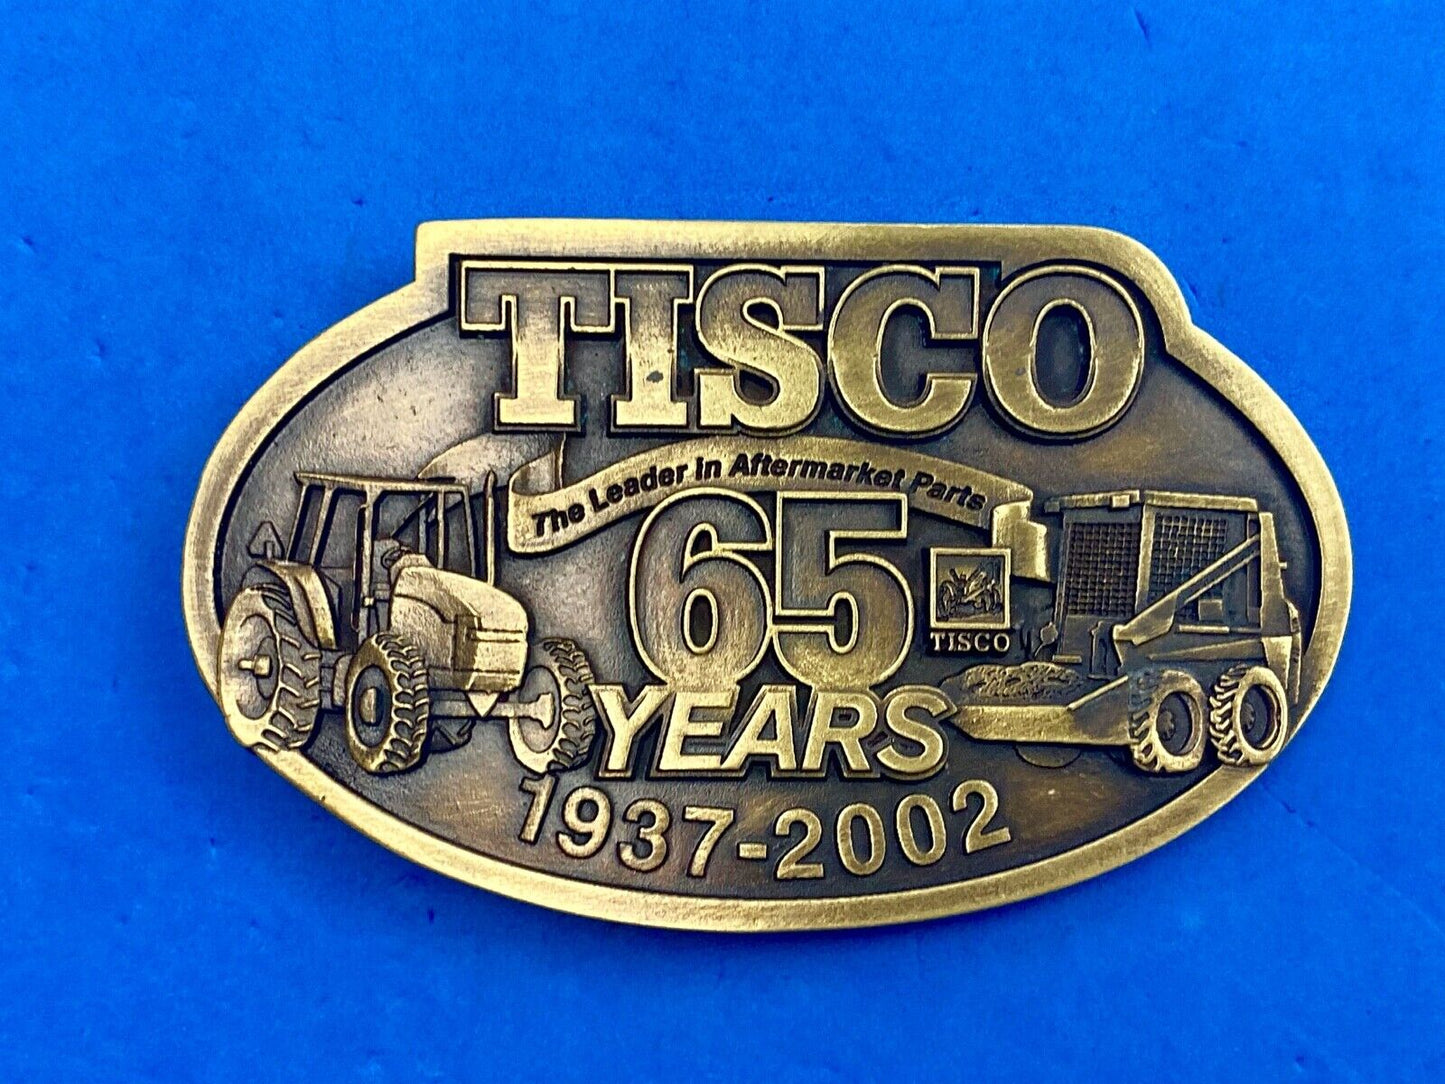 TISCO
The Leader in Aftermarket Parts
65
TISCO
YEARS
1937-2002